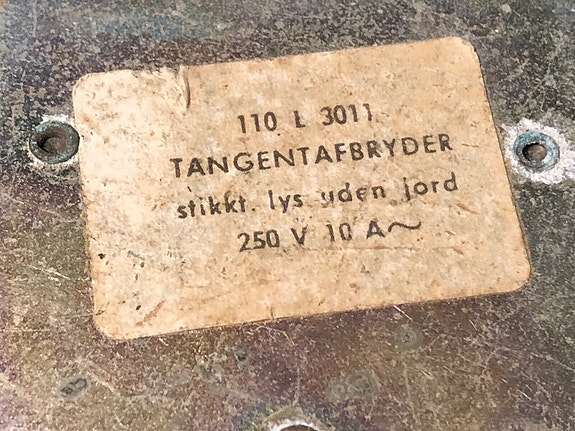 110 L 3011
TANGENTAFBRYDER
stikkt. lys uden jord
250 V 10 A~